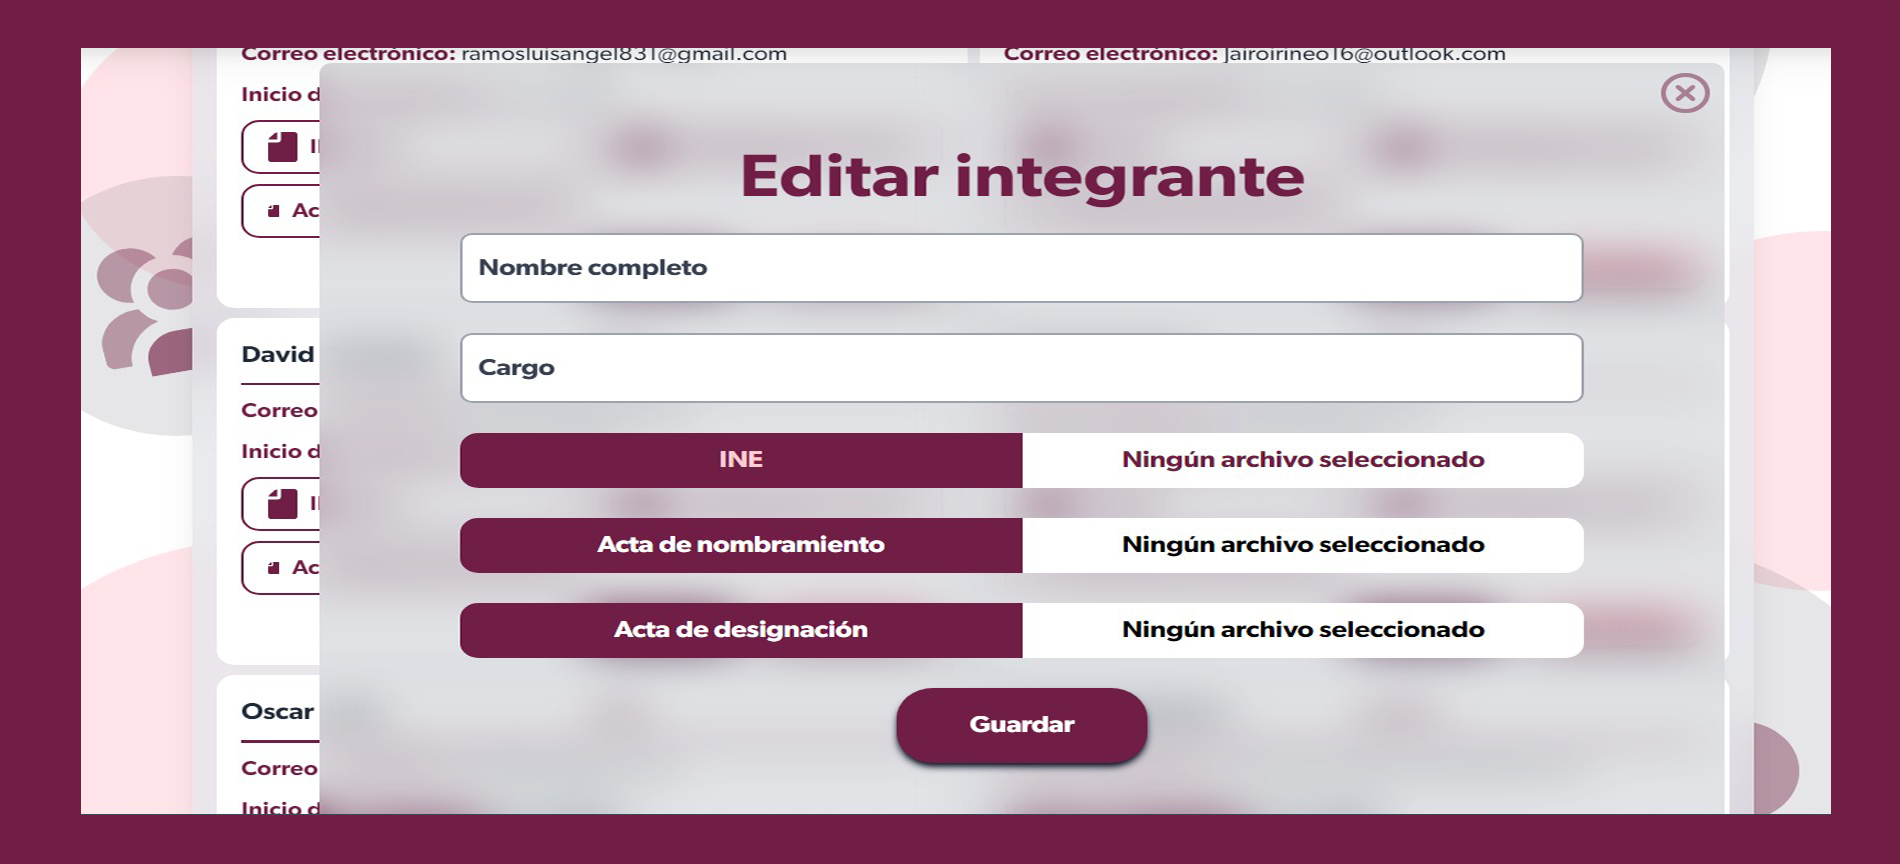 Correo electrónico: ramosluisangel831@gmail.com
Correo electrónico: Jairoirineo16@outlook.com
Inicio d
Ac
Editar integrante
Nombre completo
David
Cargo
Correo
Inicio d
INE Ningún archivo seleccionado
Acta de nombramiento Ningún archivo seleccionado
Ac
Acta de designación Ningún archivo seleccionado
Oscar
Guardar
Correo
Inicio d